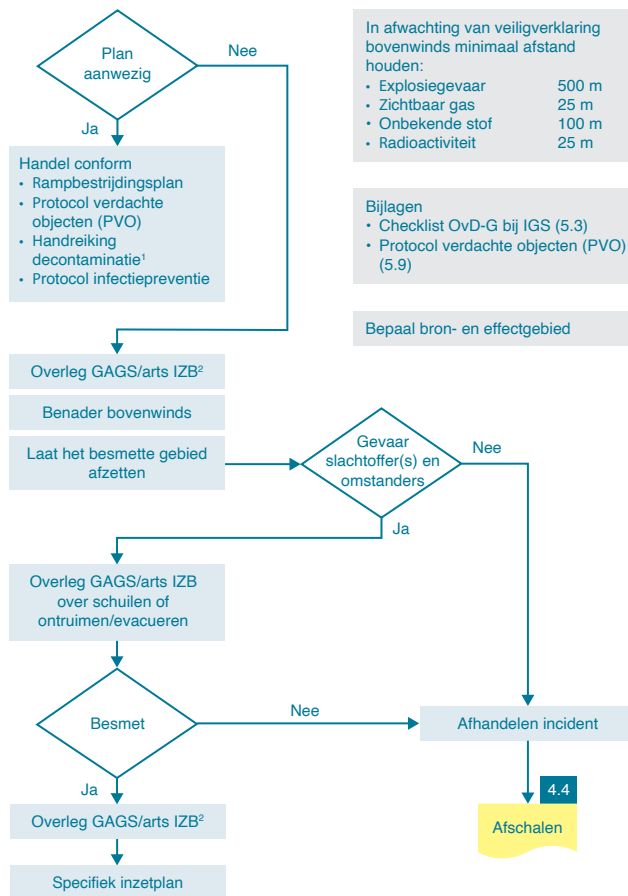 Plan
aanwezig
Nee
Ja
Handel conform
• Rampbestrijdingsplan
• Protocol verdachte
objecten (PVO)
• Handreiking
decontaminatie¹
• Protocol infectiepreventie
In afwachting van veiligverklaring
bovenwinds minimaal afstand
houden:
• Explosiegevaar 500 m
• Zichtbaar gas 25 m
• Onbekende stof 100 m
• Radioactiviteit 25 m
Bijlagen
• Checklist OvD-G bij IGS (5.3)
• Protocol verdachte objecten (PVO)
(5.9)
Bepaal bron- en effectgebied
Overleg GAGS/arts IZB²
Benader bovenwinds
Laat het besmette gebied
afzetten
Gevaar
slachtoffer(s) en
omstanders
Nee
Ja
Overleg GAGS/arts IZB
over schuilen of
ontruimen/evacueren
Besmet
Nee
Afhandelen incident
Ja
4.4
Afschalen
Overleg GAGS/arts IZB²
Specifiek inzetplan